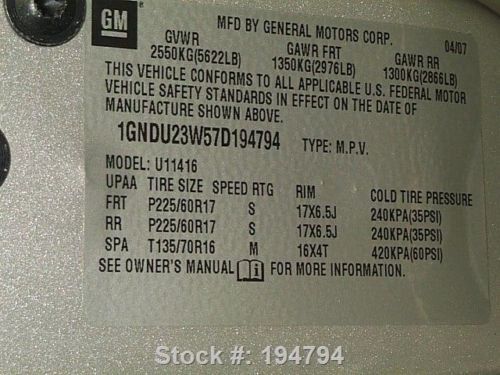 GM
MFD BY GENERAL MOTORS CORP. 04/07
GVWR GAWR FRT GAWR RR
2550KG(5622LB) 1350KG(2976LB) 1300KG(2866LB)
THIS VEHICLE CONFORMS TO ALL APPLICABLE U.S. FEDERAL MOTOR
VEHICLE SAFETY STANDARDS IN EFFECT ON THE DATE OF
MANUFACTURE SHOWN ABOVE.
1GNDU23W57D194794 TYPE: M.P.V.
MODEL: U11416
UPAA TIRE SIZE SPEED RTG RIM COLD TIRE PRESSURE
FRT P225/60R17 S 17X6.5J 240KPA(35PSI)
RR P225/60R17 S 17X6.5J 240KPA(35PSI)
SPA T135/70R16 M 16X4T 420KPA(60PSI)
SEE OWNER'S MANUAL FOR MORE INFORMATION.
Stock #: 194794